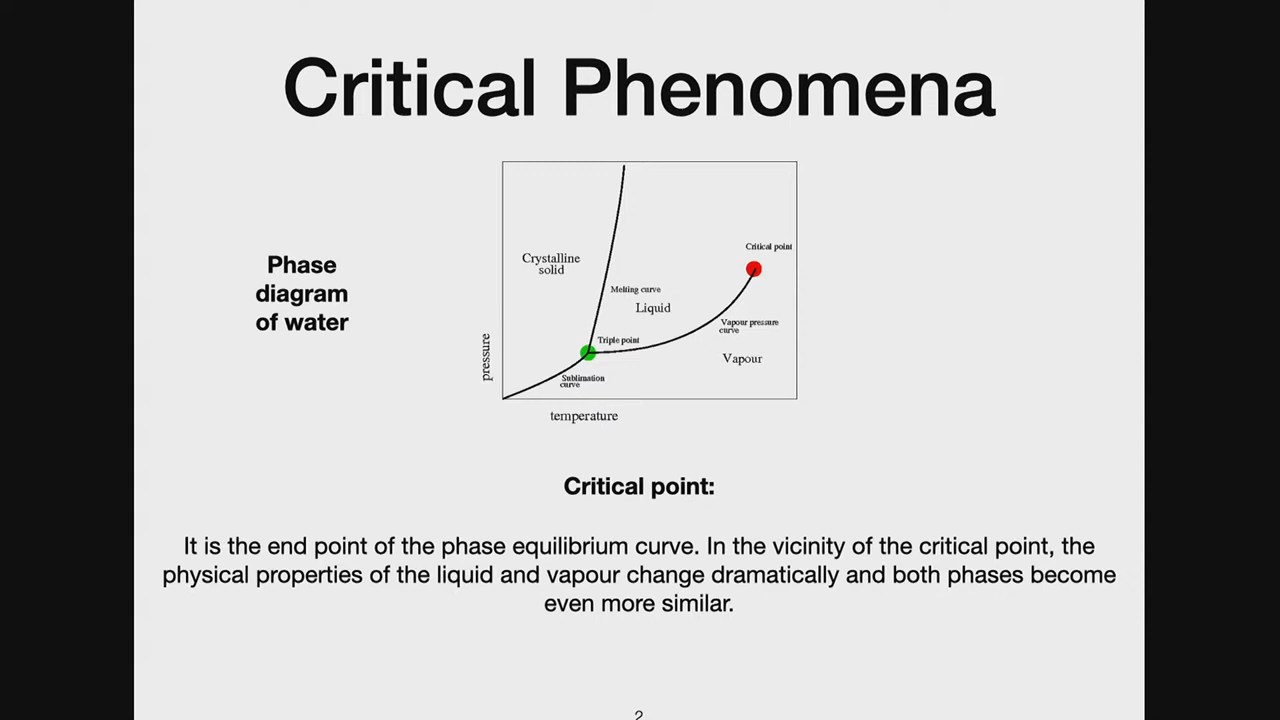 Critical Phenomena
Phase
diagram
of water
Critical point
Crystalline
solid
Melting curve
Liquid
Vapour pressure
curve
Triple point
Vapour
pressure
Sublimation
curve
temperature
Critical point:
It is the end point of the phase equilibrium curve. In the vicinity of the critical point, the
physical properties of the liquid and vapour change dramatically and both phases become
even more similar.
2